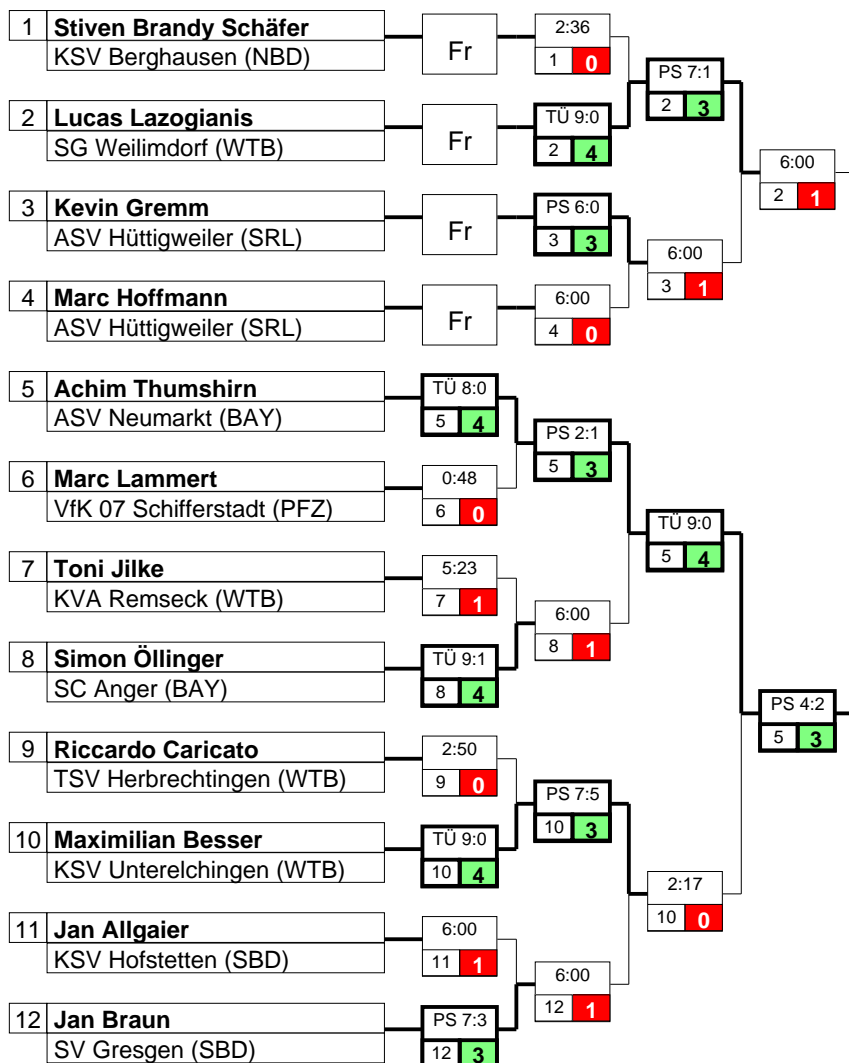 1 Stiven Brandy Schäfer
KSV Berghausen (NBD)
Fr
2:36
1 0
PS 7:1
2 3
2 Lucas Lazogianis
SG Weilimdorf (WTB)
Fr
TÜ 9:0
2 4
6:00
2 1
3 Kevin Gremm
ASV Hüttigweiler (SRL)
Fr
PS 6:0
3 3
6:00
3 1
4 Marc Hoffmann
ASV Hüttigweiler (SRL)
Fr
6:00
4 0
5 Achim Thumshirn
ASV Neumarkt (BAY)
TÜ 8:0
5 4
PS 2:1
5 3
6 Marc Lammert
VfK 07 Schifferstadt (PFZ)
0:48
6 0
TÜ 9:0
5 4
7 Toni Jilke
KVA Remseck (WTB)
5:23
7 1
6:00
8 1
8 Simon Öllinger
SC Anger (BAY)
TÜ 9:1
8 4
PS 4:2
5 3
9 Riccardo Caricato
TSV Herbrechtingen (WTB)
2:50
9 0
PS 7:5
10 3
10 Maximilian Besser
KSV Unterelchingen (WTB)
TÜ 9:0
10 4
2:17
10 0
11 Jan Allgaier
KSV Hofstetten (SBD)
6:00
11 1
6:00
12 1
12 Jan Braun
SV Gresgen (SBD)
PS 7:3
12 3